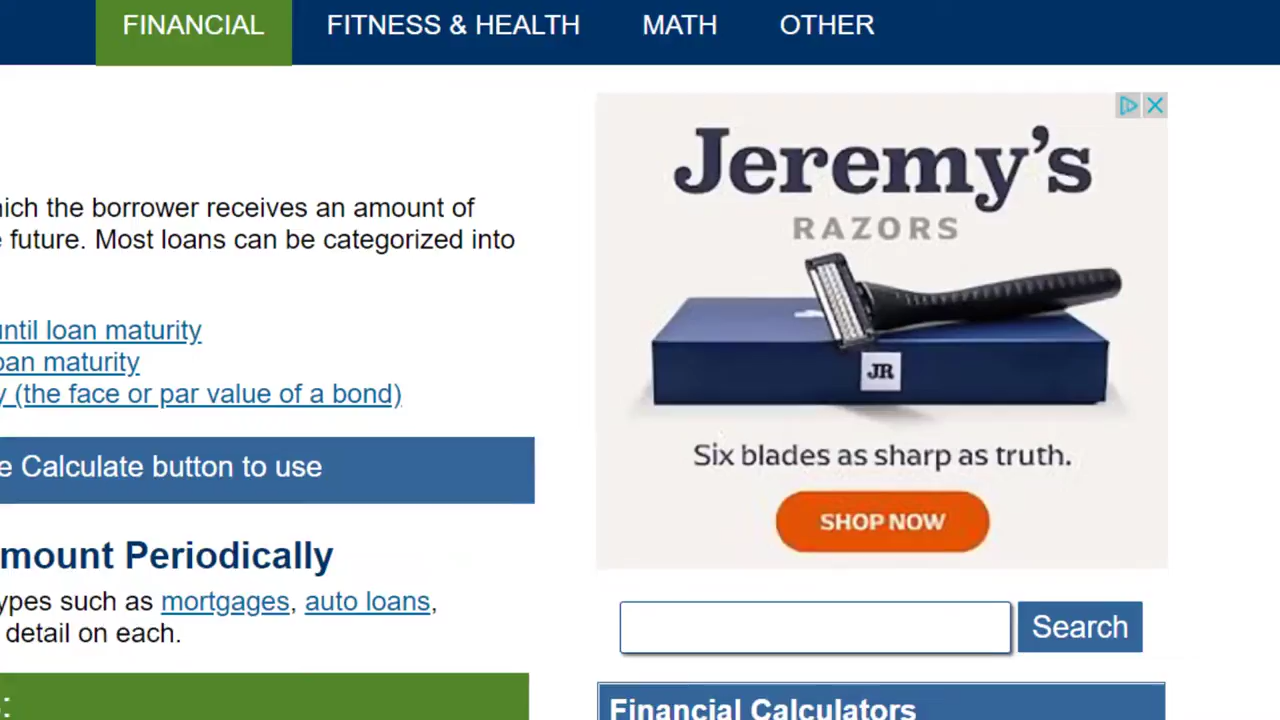 FINANCIAL FITNESS & HEALTH MATH OTHER
hich the borrower receives an amount of
future. Most loans can be categorized into
until loan maturity
oan maturity
y (the face or par value of a bond)
e Calculate button to use
mount Periodically
ypes such as mortgages, auto loans,
detail on each.
Jeremy's
RAZORS
JR
Six blades as sharp as truth.
SHOP NOW
Search
Financial Calculators